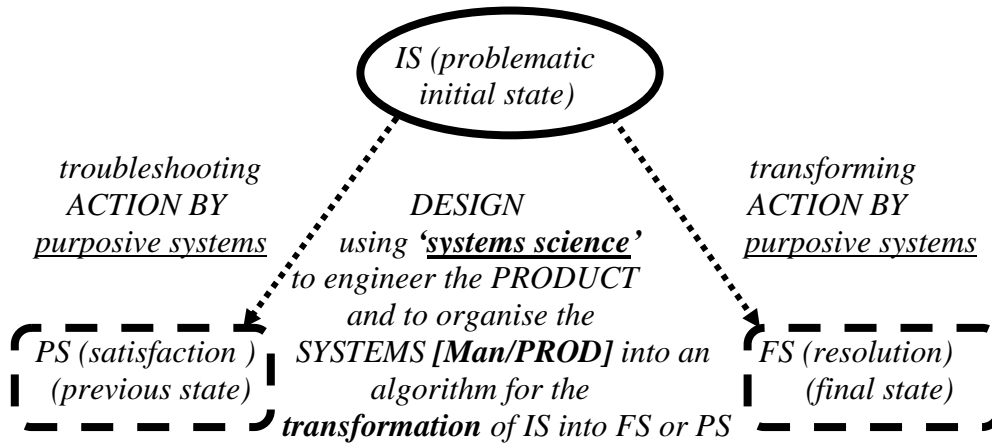 IS (problematic
initial state)
troubleshooting
ACTION BY
purposive systems
DESIGN
using ‘systems science’
to engineer the PRODUCT
and to organise the
SYSTEMS [Man/PROD] into an
algorithm for the
transformation of IS into FS or PS
transforming
ACTION BY
purposive systems
PS (satisfaction )
(previous state)
FS (resolution)
(final state)